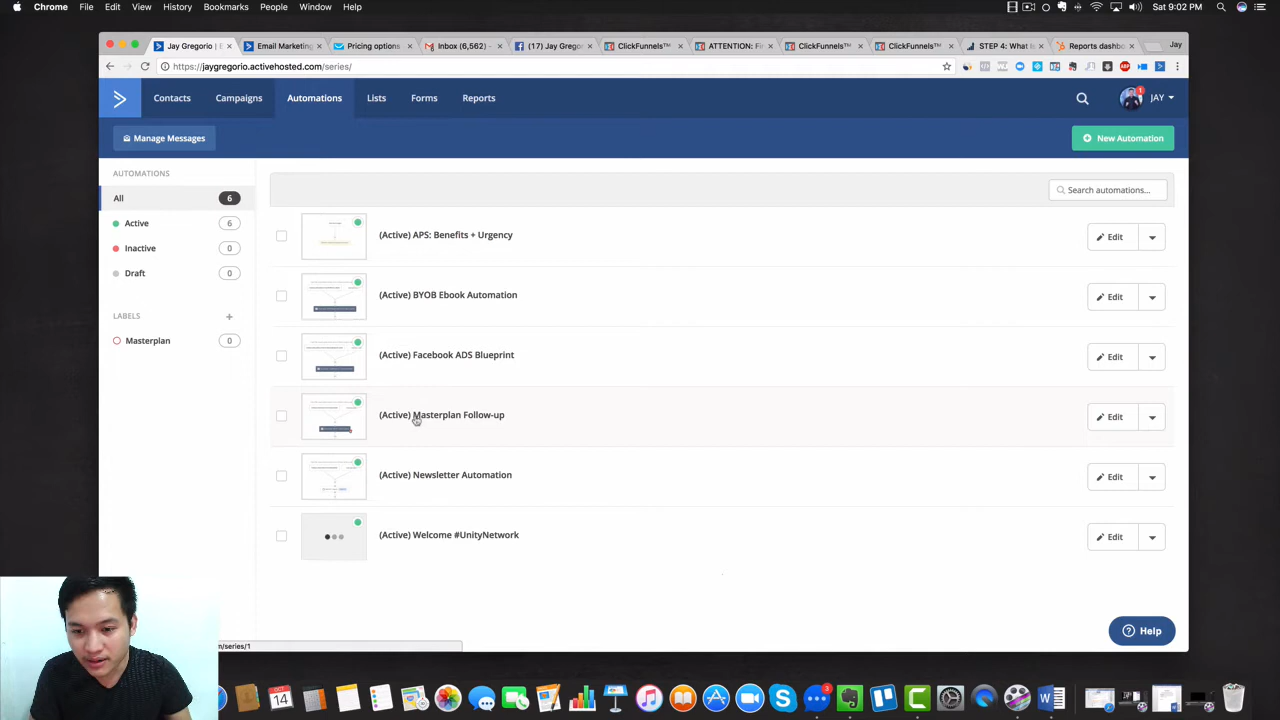 Chrome File Edit View History Bookmarks People Window Help
Sat 9:02 PM
Jay Gregorio |
Email Marketing
Pricing options
Inbox (6,562) –
(17) Jay Grego
ClickFunnels™
ATTENTION: Fi
ClickFunnels™
ClickFunnels™
STEP 4: What Is
Reports dashbo
Jay
https://jaygregorio.activehosted.com/series/
Contacts Campaigns Automations Lists Forms Reports
1
JAY
Manage Messages
New Automation
AUTOMATIONS
Search automations...
All 6
Active 6
Inactive 0
Draft 0
LABELS +
Masterplan 0
(Active) APS: Benefits + Urgency
Edit
(Active) BYOB Ebook Automation
Edit
(Active) Facebook ADS Blueprint
Edit
(Active) Masterplan Follow-up
Edit
(Active) Newsletter Automation
Edit
(Active) Welcome #UnityNetwork
Edit
Help
m/series/1
OCT
3